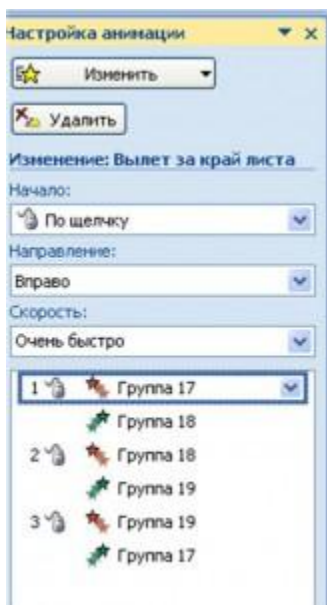 Настройка анимации
Изменить
Удалить
Изменение: Вылет за край листа
Начало:
По щелчку
Направление:
Вправо
Скорость:
Очень быстро
1 Группа 17
Группа 18
2 Группа 18
Группа 19
3 Группа 19
Группа 17